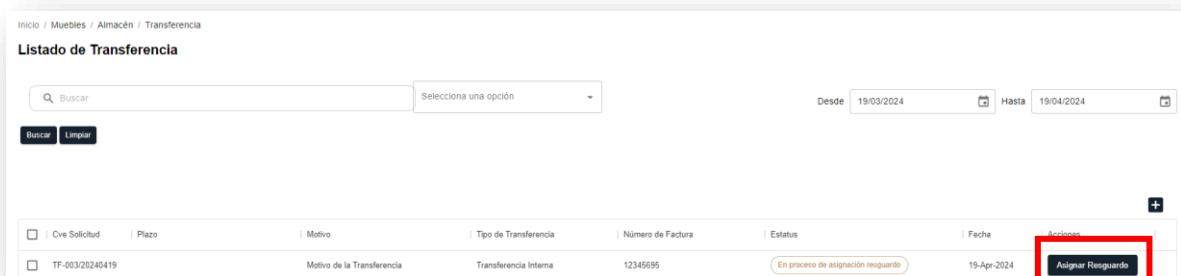 Inicio / Muebles / Almacén / Transferencia
Listado de Transferencia
Buscar Selecciona una opción Desde 19/03/2024 Hasta 19/04/2024
Buscar Limpiar
Cve Solicitud Plazo Motivo Tipo de Transferencia Número de Factura Estatus Fecha Acciones
TF-003/20240419 Motivo de la Transferencia Transferencia Interna 12345695 En proceso de asignación resguardo 19-Apr-2024 Asignar Resguardo